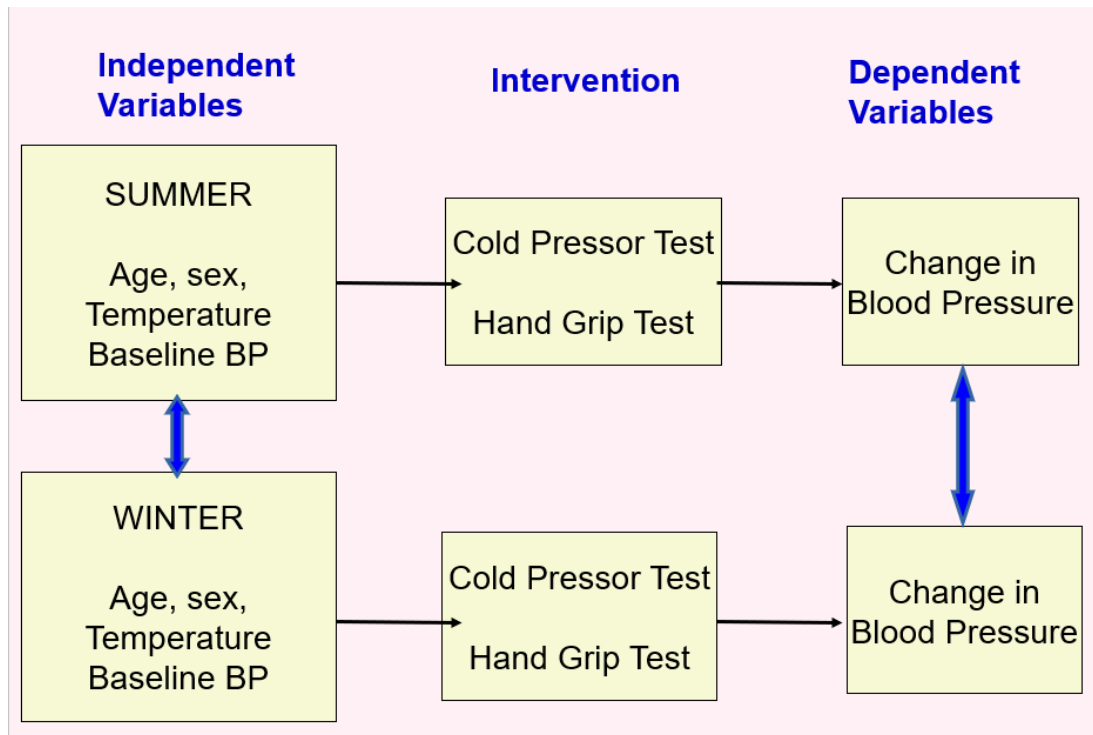 Independent
Variables
Intervention
Dependent
Variables
SUMMER
Age, sex,
Temperature
Baseline BP
Cold Pressor Test
Hand Grip Test
Change in
Blood Pressure
WINTER
Age, sex,
Temperature
Baseline BP
Cold Pressor Test
Hand Grip Test
Change in
Blood Pressure